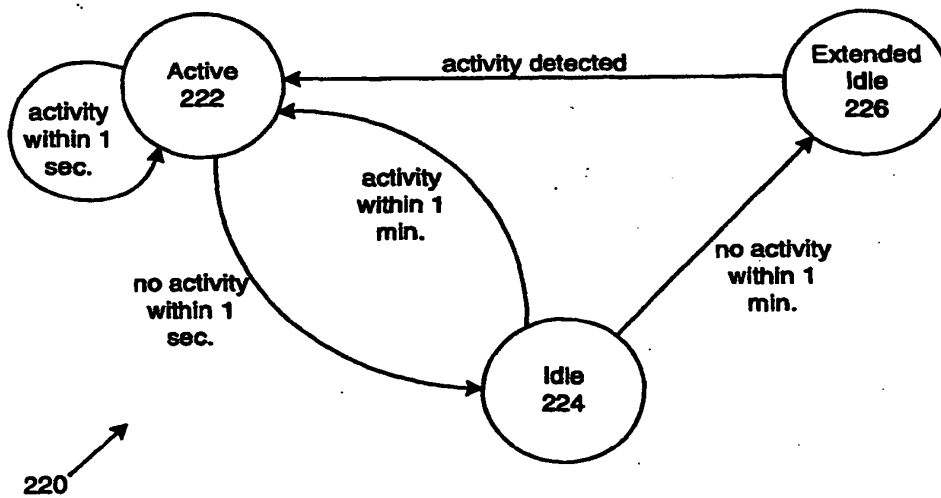 Active
222
activity detected
Extended
Idle
226
activity
within 1
sec.
activity
within 1
min.
no activity
within 1
sec.
no activity
within 1
min.
Idle
224
220